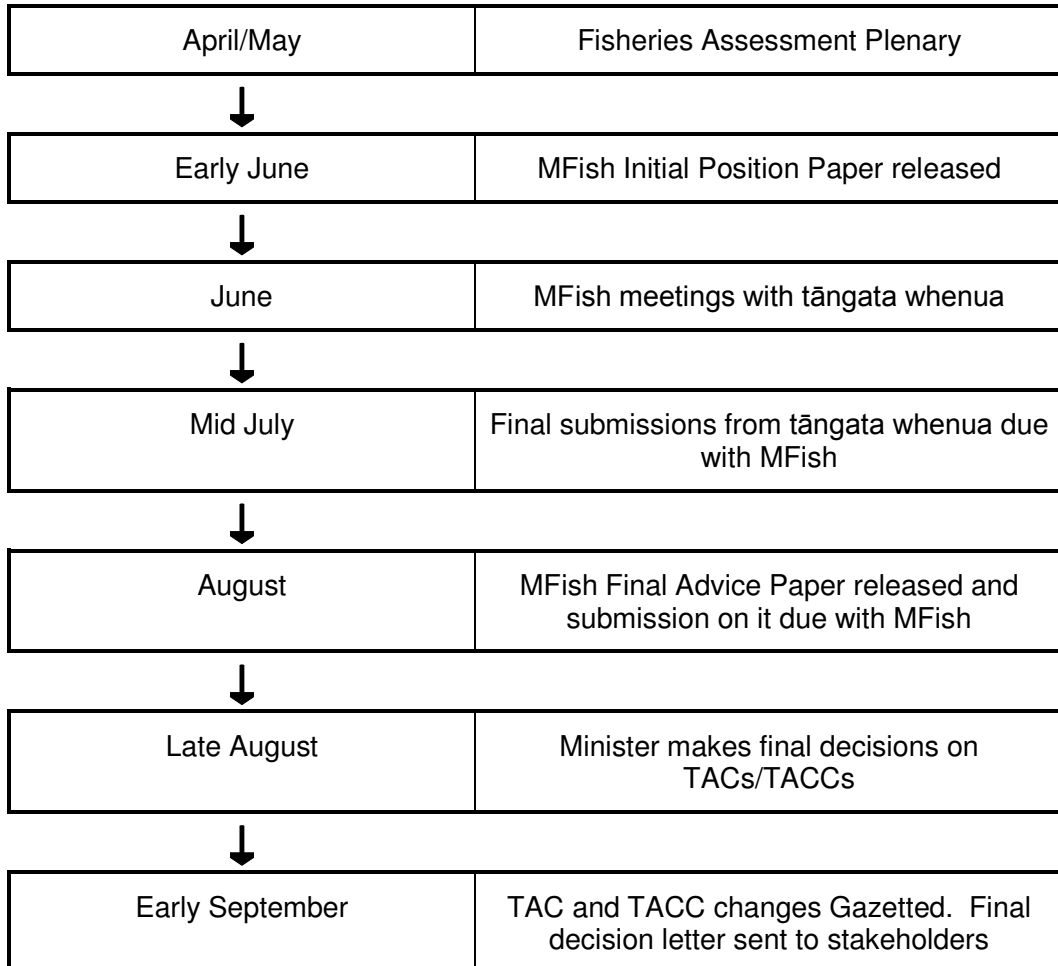 April/May
Fisheries Assessment Plenary
Early June
MFish Initial Position Paper released
June
MFish meetings with tāngata whenua
Mid July
Final submissions from tāngata whenua due
with MFish
August
MFish Final Advice Paper released and
submission on it due with MFish
Late August
Minister makes final decisions on
TACs/TACCs
Early September
TAC and TACC changes Gazetted.  Final
decision letter sent to stakeholders